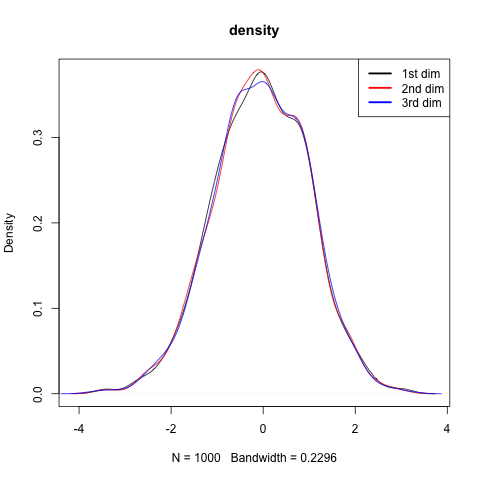 density
1st dim
2nd dim
3rd dim
Density
0.0
0.1
0.2
0.3
-4
-2
0
2
4
N = 1000   Bandwidth = 0.2296